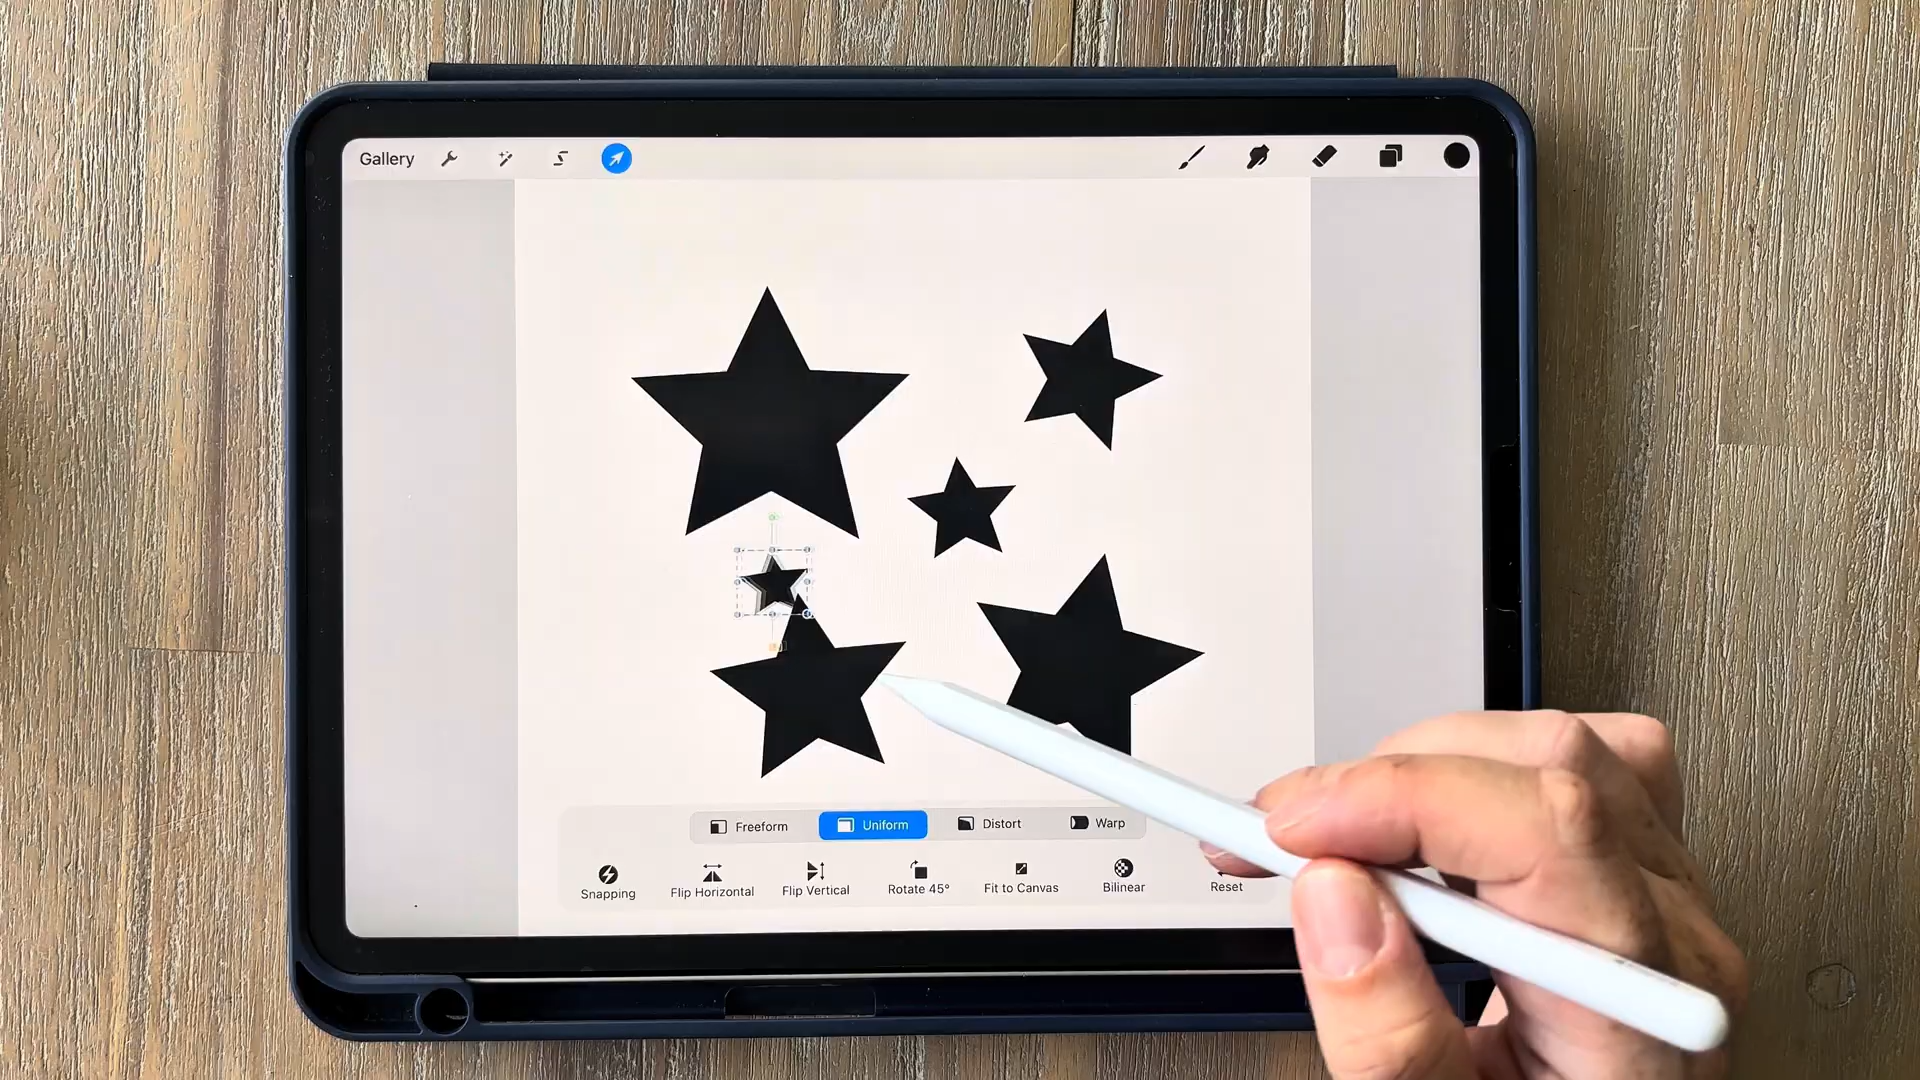 Gallery
Freeform Uniform Distort Warp
Snapping Flip Horizontal Flip Vertical Rotate 45° Fit to Canvas Bilinear Reset